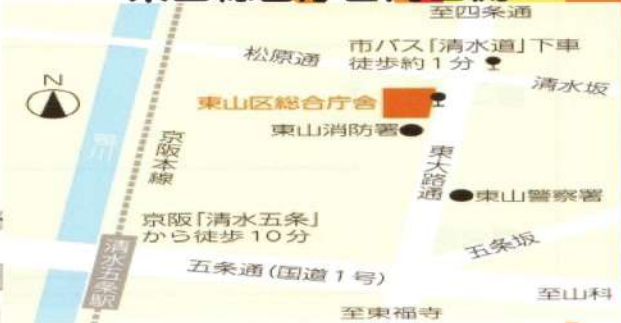 至四条通
松原通
市バス「清水道」下車
徒歩約1分
清水坂
N
東山区総合庁舎
東山消防署
鴨川
京阪本線
東大路通
東山警察署
京阪「清水五条」
から徒歩10分
五条坂
清水五条駅
五条通(国道1号)
至山科
至東福寺